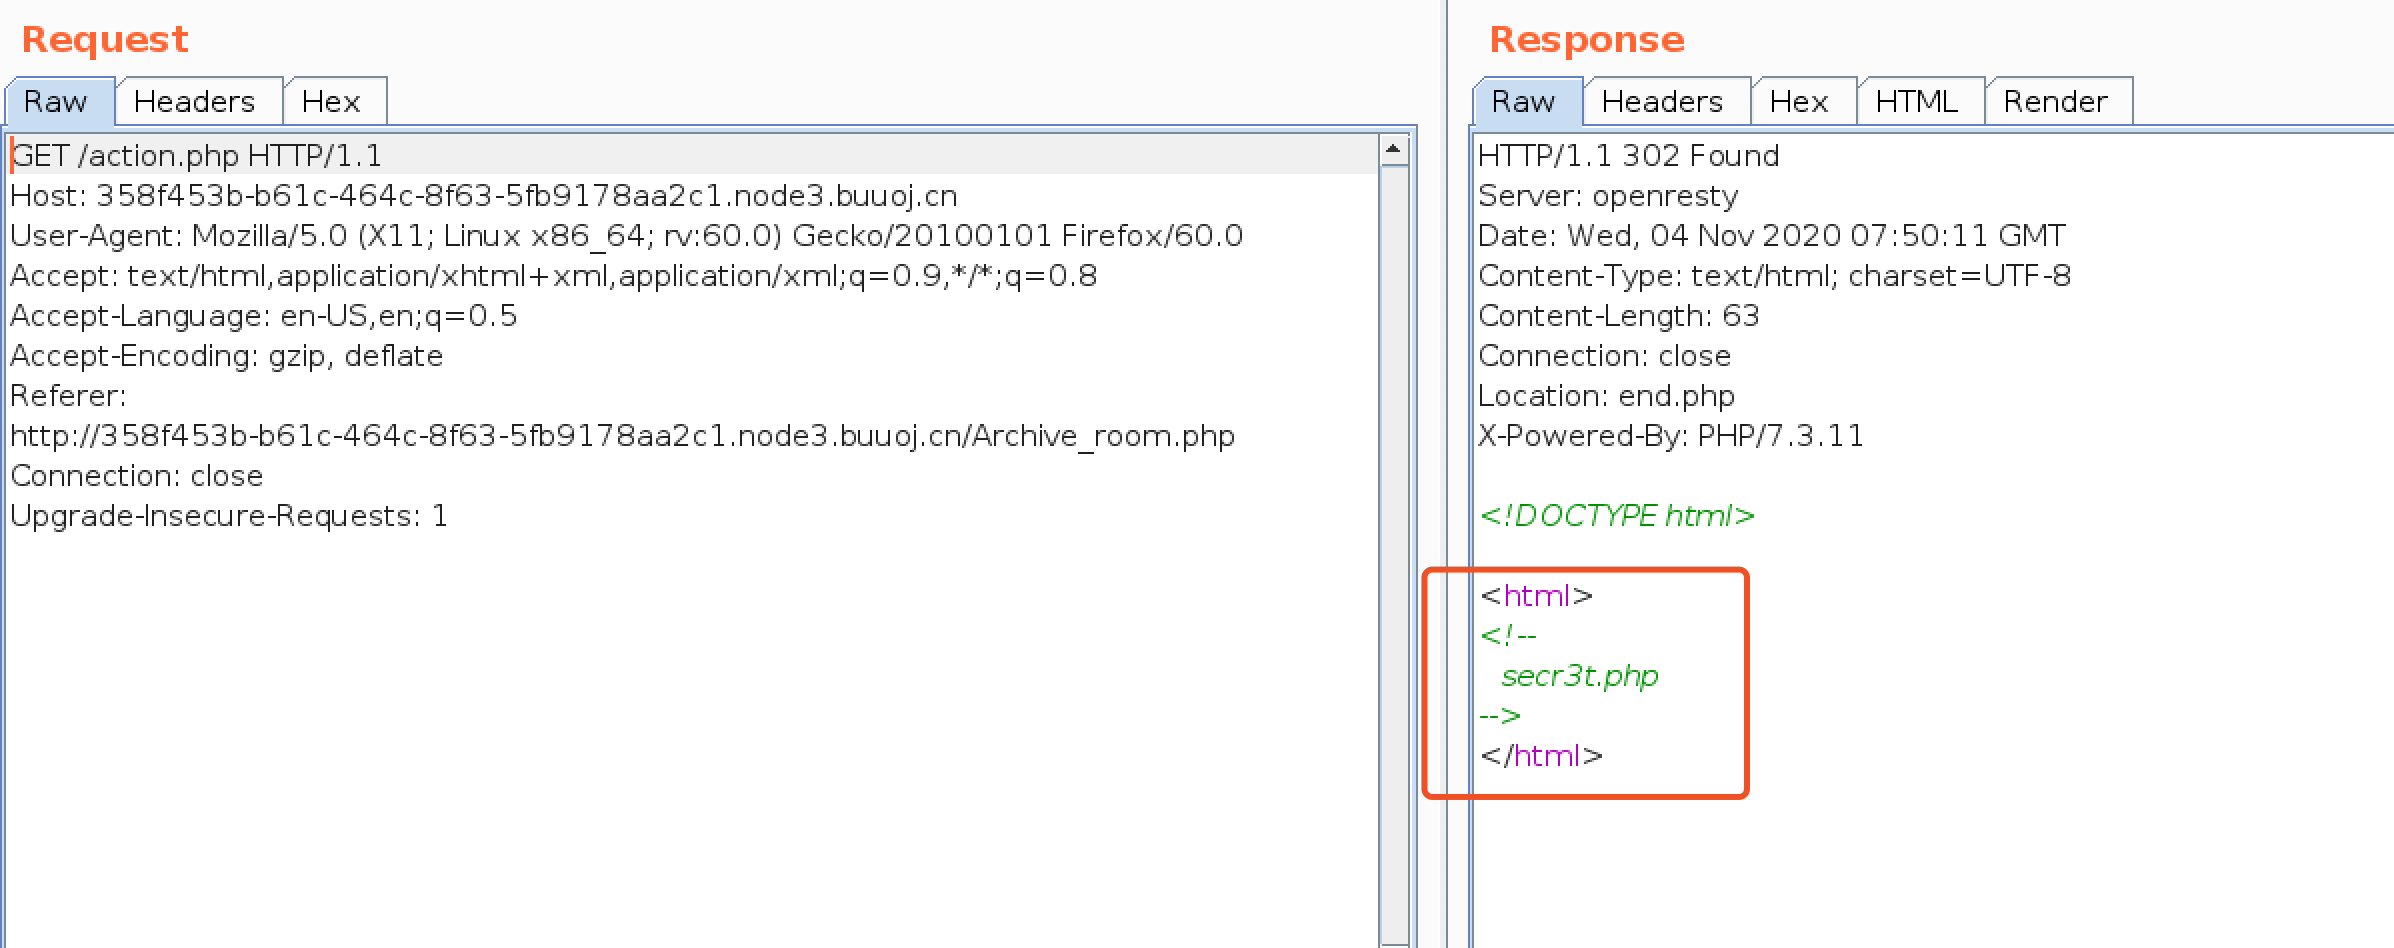 Request
Raw Headers Hex
GET /action.php HTTP/1.1
Host: 358f453b-b61c-464c-8f63-5fb9178aa2c1.node3.buuoj.cn
User-Agent: Mozilla/5.0 (X11; Linux x86_64; rv:60.0) Gecko/20100101 Firefox/60.0
Accept: text/html,application/xhtml+xml,application/xml;q=0.9,*/*;q=0.8
Accept-Language: en-US,en;q=0.5
Accept-Encoding: gzip, deflate
Referer:
http://358f453b-b61c-464c-8f63-5fb9178aa2c1.node3.buuoj.cn/Archive_room.php
Connection: close
Upgrade-Insecure-Requests: 1
Response
Raw Headers Hex HTML Render
HTTP/1.1 302 Found
Server: openresty
Date: Wed, 04 Nov 2020 07:50:11 GMT
Content-Type: text/html; charset=UTF-8
Content-Length: 63
Connection: close
Location: end.php
X-Powered-By: PHP/7.3.11
<!DOCTYPE html>
<html>
<!--
secr3t.php
-->
</html>